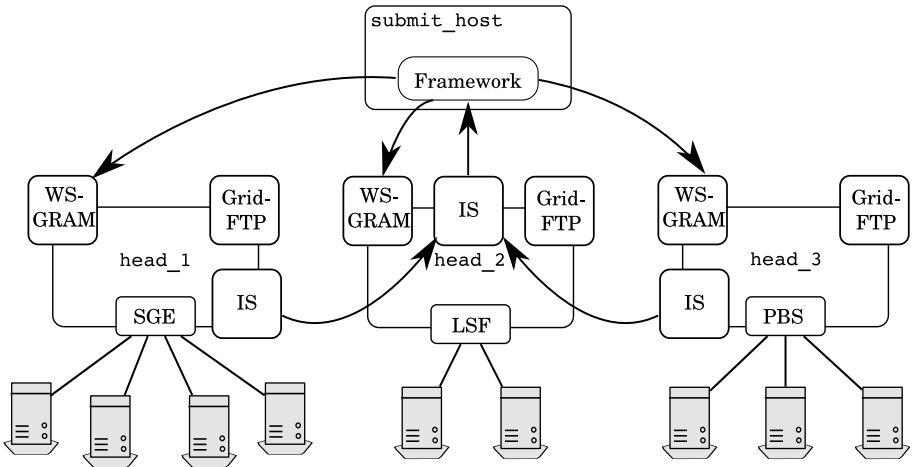 submit_host
Framework
WS-
GRAM
Grid-
FTP
head_1
IS
SGE
WS-
GRAM
IS
Grid-
FTP
head_2
LSF
WS-
GRAM
Grid-
FTP
head_3
IS
PBS